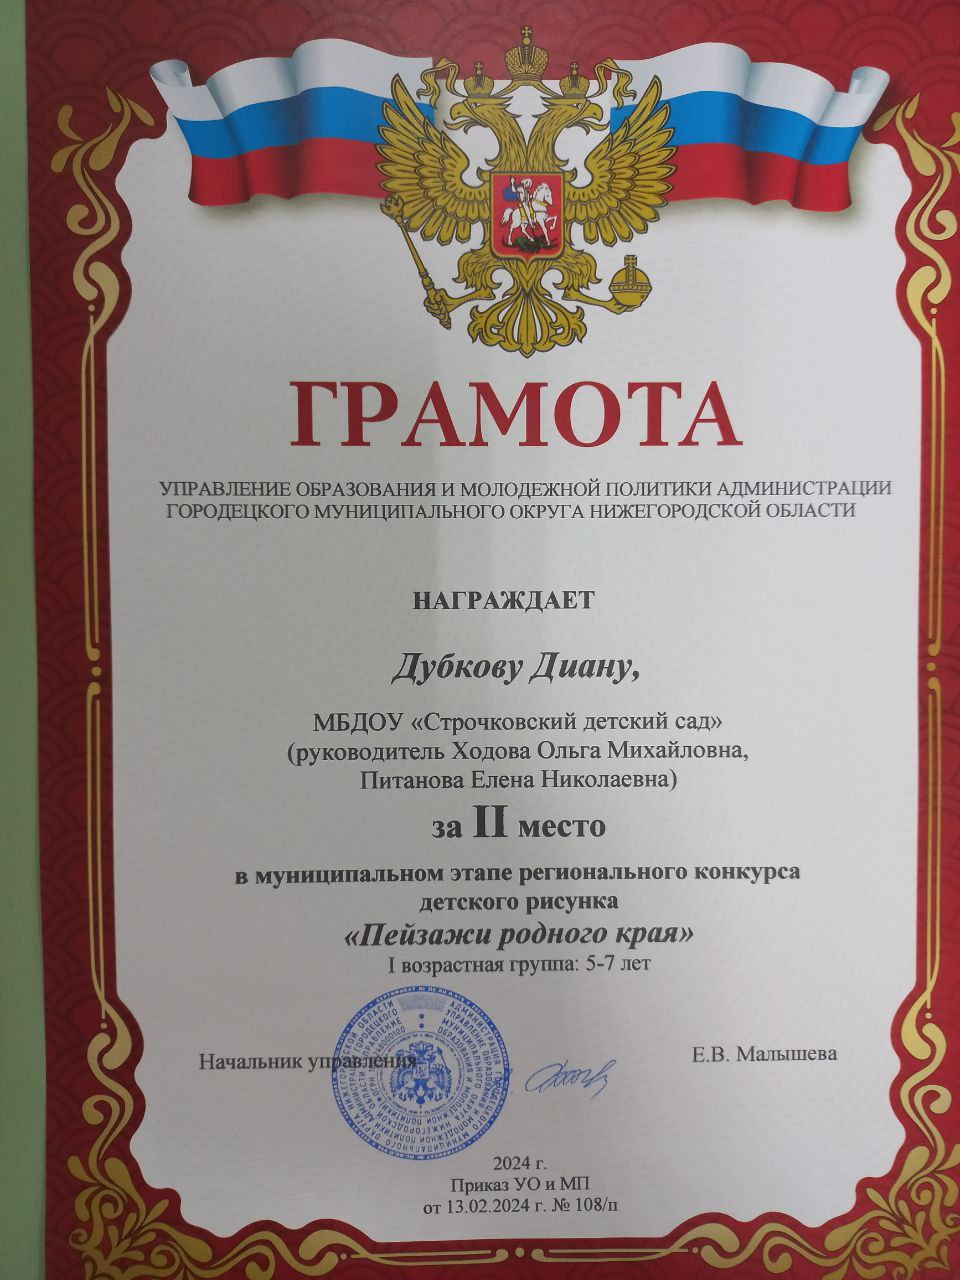 ГРАМОТА
УПРАВЛЕНИЕ ОБРАЗОВАНИЯ И МОЛОДЕЖНОЙ ПОЛИТИКИ АДМИНИСТРАЦИИ
ГОРОДЕЦКОГО МУНИЦИПАЛЬНОГО ОКРУГА НИЖЕГОРОДСКОЙ ОБЛАСТИ
НАГРАЖДАЕТ
Дубкову Диану,
МБДОУ «Строчковский детский сад»
(руководитель Ходова Ольга Михайловна,
Питанова Елена Николаевна)
за II место
в муниципальном этапе регионального конкурса
детского рисунка
«Пейзажи родного края»
I возрастная группа: 5-7 лет
Начальник управления
Е.В. Малышева
2024 г.
Приказ УО и МП
от 13.02.2024 г. № 108/п